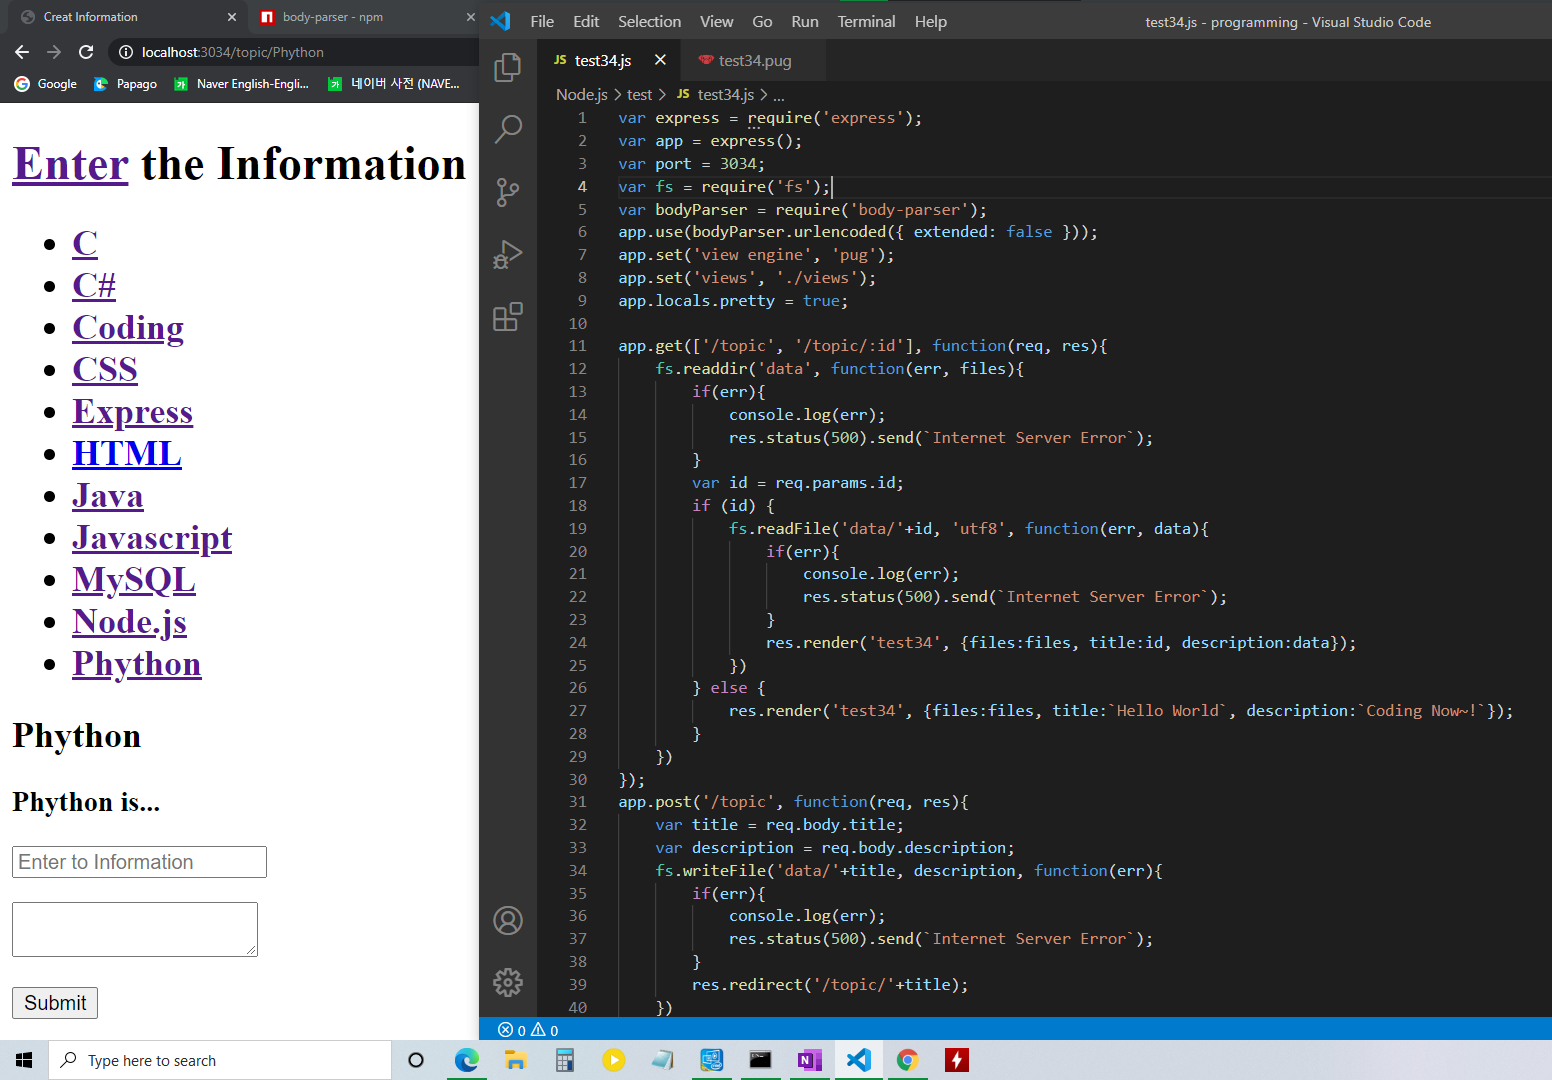 Creat Information
body-parser - npm
localhost:3034/topic/Phython
Google
Papago
Naver English-Engli...
네이버 사전 (NAVE...
Enter the Information
C
C#
Coding
CSS
Express
HTML
Java
Javascript
MySQL
Node.js
Phython
Phython
Phython is...
Enter to Information
Submit
File Edit Selection View Go Run Terminal Help
test34.js - programming - Visual Studio Code
JS test34.js
test34.pug
Node.js > test > JS test34.js > ...
1 var express = require('express');
2 var app = express();
3 var port = 3034;
4 var fs = require('fs');
5 var bodyParser = require('body-parser');
6 app.use(bodyParser.urlencoded({ extended: false }));
7 app.set('view engine', 'pug');
8 app.set('views', './views');
9 app.locals.pretty = true;
10
11 app.get(['/topic', '/topic/:id'], function(req, res){
12 fs.readdir('data', function(err, files){
13 if(err){
14 console.log(err);
15 res.status(500).send(`Internet Server Error`);
16 }
17 var id = req.params.id;
18 if (id) {
19 fs.readFile('data/'+id, 'utf8', function(err, data){
20 if(err){
21 console.log(err);
22 res.status(500).send(`Internet Server Error`);
23 }
24 res.render('test34', {files:files, title:id, description:data});
25 })
26 } else {
27 res.render('test34', {files:files, title:`Hello World`, description:`Coding Now~!`});
28 }
29 })
30 });
31 app.post('/topic', function(req, res){
32 var title = req.body.title;
33 var description = req.body.description;
34 fs.writeFile('data/'+title, description, function(err){
35 if(err){
36 console.log(err);
37 res.status(500).send(`Internet Server Error`);
38 }
39 res.redirect('/topic/'+title);
40 })
0 0
Type here to search